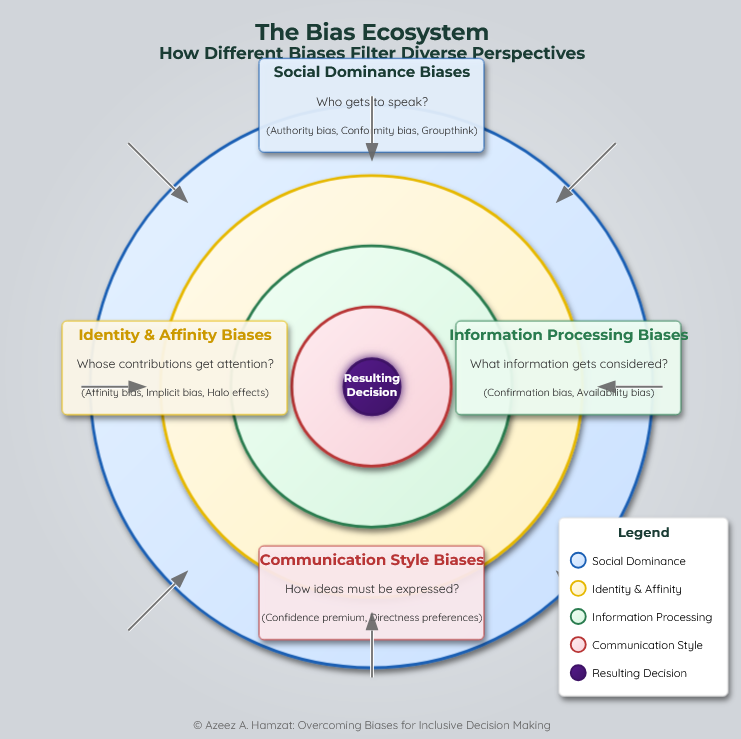 The Bias Ecosystem
How Different Biases Filter Diverse Perspectives
Social Dominance Biases
Who gets to speak?
(Authority bias, Conformity bias, Groupthink)
Identity & Affinity Biases
Whose contributions get attention?
(Affinity bias, Implicit bias, Halo effects)
Information Processing Biases
What information gets considered?
(Confirmation bias, Availability bias)
Resulting
Decision
Communication Style Biases
How ideas must be expressed?
(Confidence premium, Directness preferences)
Legend
Social Dominance
Identity & Affinity
Information Processing
Communication Style
Resulting Decision
© Azeez A. Hamzat: Overcoming Biases for Inclusive Decision Making